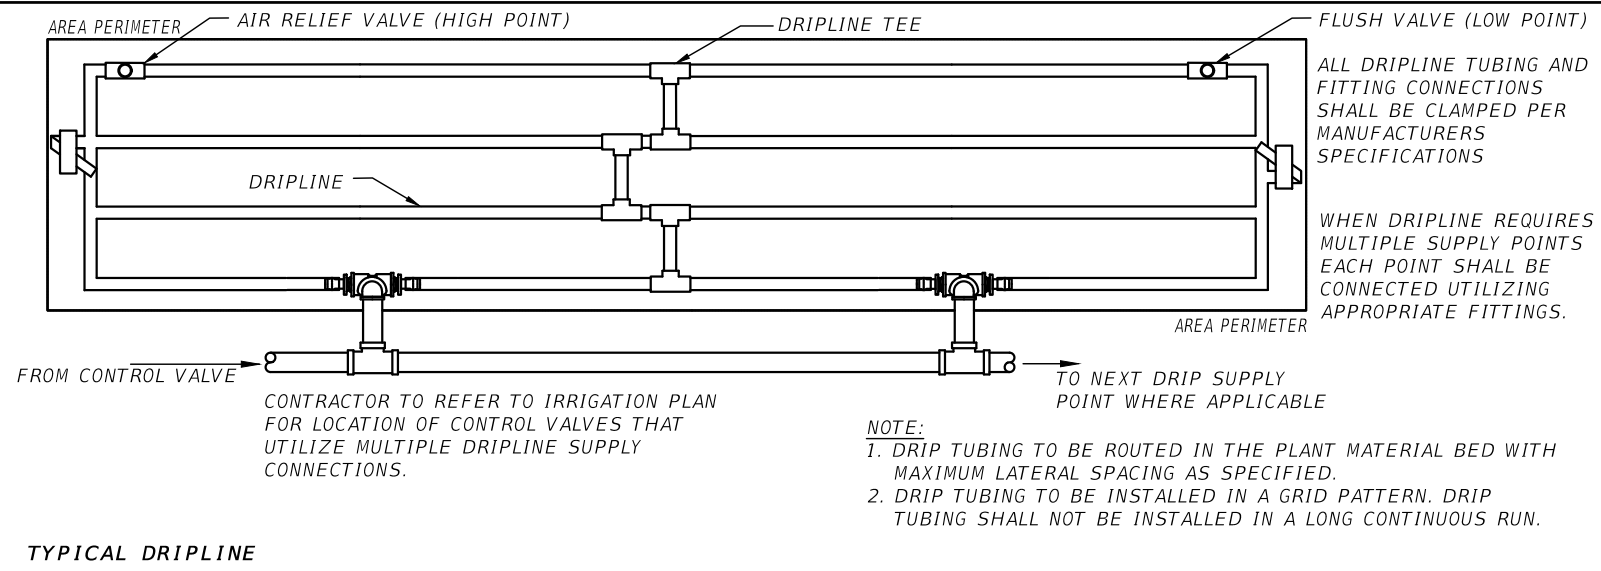 AREA PERIMETER
AIR RELIEF VALVE (HIGH POINT)
DRIPLINE TEE
FLUSH VALVE (LOW POINT)
ALL DRIPLINE TUBING AND
FITTING CONNECTIONS
SHALL BE CLAMPED PER
MANUFACTURERS
SPECIFICATIONS
DRIPLINE
WHEN DRIPLINE REQUIRES
MULTIPLE SUPPLY POINTS
EACH POINT SHALL BE
CONNECTED UTILIZING
APPROPRIATE FITTINGS.
AREA PERIMETER
FROM CONTROL VALVE
TO NEXT DRIP SUPPLY
POINT WHERE APPLICABLE
CONTRACTOR TO REFER TO IRRIGATION PLAN
FOR LOCATION OF CONTROL VALVES THAT
UTILIZE MULTIPLE DRIPLINE SUPPLY
CONNECTIONS.
NOTE:
1. DRIP TUBING TO BE ROUTED IN THE PLANT MATERIAL BED WITH
MAXIMUM LATERAL SPACING AS SPECIFIED.
2. DRIP TUBING TO BE INSTALLED IN A GRID PATTERN. DRIP
TUBING SHALL NOT BE INSTALLED IN A LONG CONTINUOUS RUN.
TYPICAL DRIPLINE